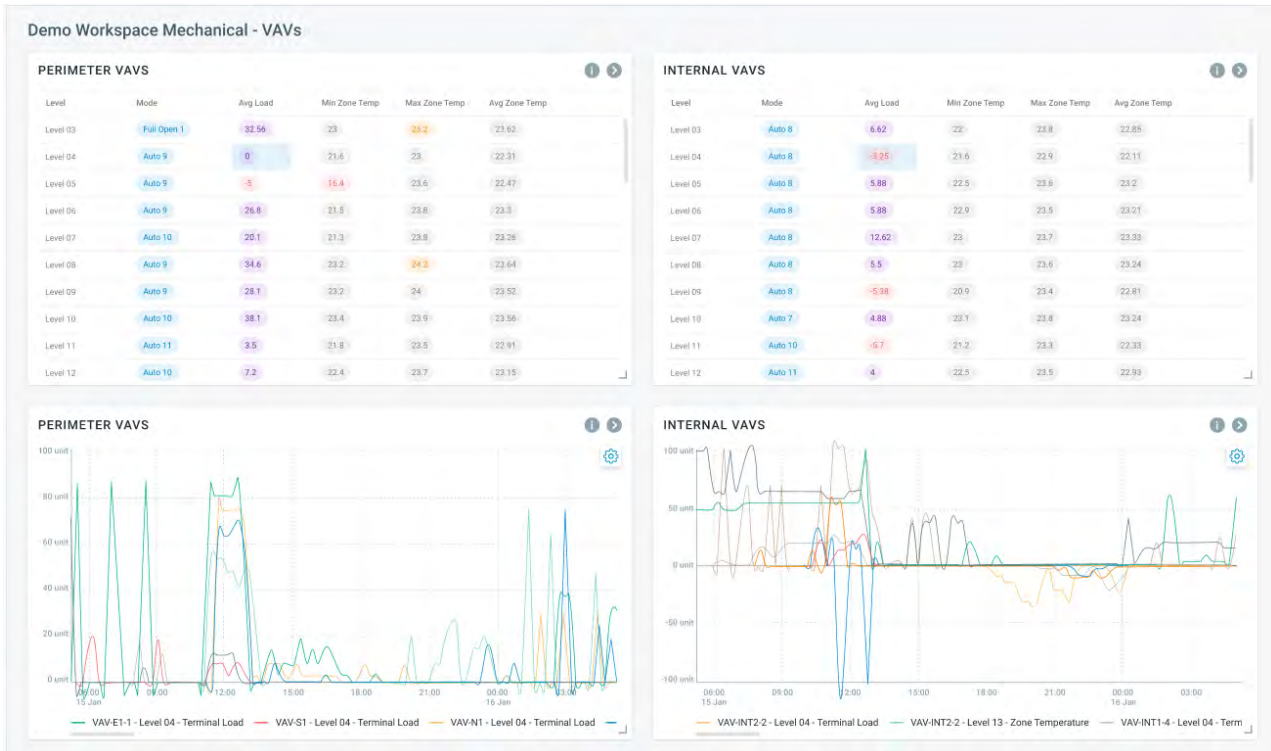 Demo Workspace Mechanical - VAVs
PERIMETER VAVS
Level Mode Avg Load Min Zone Temp Max Zone Temp Avg Zone Temp
Level 03 Full Open 1 32.56 23 23.62
Level 04 Auto 9 0 21.6 23 22.31
Level 05 Auto 9 -5 16.4 23.6 22.47
Level 06 Auto 9 26.8 21.5 23.8 23.3
Level 07 Auto 10 20.1 21.3 23.8 23.26
Level 08 Auto 9 34.6 23.2 24.3 23.64
Level 09 Auto 9 28.1 23.2 24 23.52
Level 10 Auto 10 38.1 23.4 23.9 23.56
Level 11 Auto 11 3.5 21.8 23.5 22.91
Level 12 Auto 10 7.2 22.4 23.7 23.15
INTERNAL VAVS
Level Mode Avg Load Min Zone Temp Max Zone Temp Avg Zone Temp
Level 03 Auto 8 6.62 22 23.8 22.85
Level 04 Auto 8 -3.25 21.6 22.9 22.11
Level 05 Auto 8 5.88 22.5 23.6 23.2
Level 06 Auto 8 5.88 22.9 23.5 23.21
Level 07 Auto 8 12.62 23 23.7 23.33
Level 08 Auto 8 5.5 23 23.6 23.24
Level 09 Auto 8 -5.38 20.9 23.4 22.81
Level 10 Auto 7 4.88 23.1 23.8 23.24
Level 11 Auto 10 -5.7 21.2 23.3 22.33
Level 12 Auto 11 4 22.5 23.5 22.93
PERIMETER VAVS
100 unit
80 unit
60 unit
40 unit
20 unit
0 unit
06:00 09:00 12:00 15:00 18:00 21:00 00:00 03:00
15 Jan 16 Jan
VAV-E1-1 - Level 04 - Terminal Load VAV-S1 - Level 04 - Terminal Load VAV-N1 - Level 04 - Terminal Load
INTERNAL VAVS
100 unit
50 unit
0 unit
-50 unit
-100 unit
06:00 09:00 12:00 15:00 18:00 21:00 00:00 03:00
15 Jan 16 Jan
VAV-INT2-2 - Level 04 - Terminal Load VAV-INT2-2 - Level 13 - Zone Temperature VAV-INT1-4 - Level 04 - Term